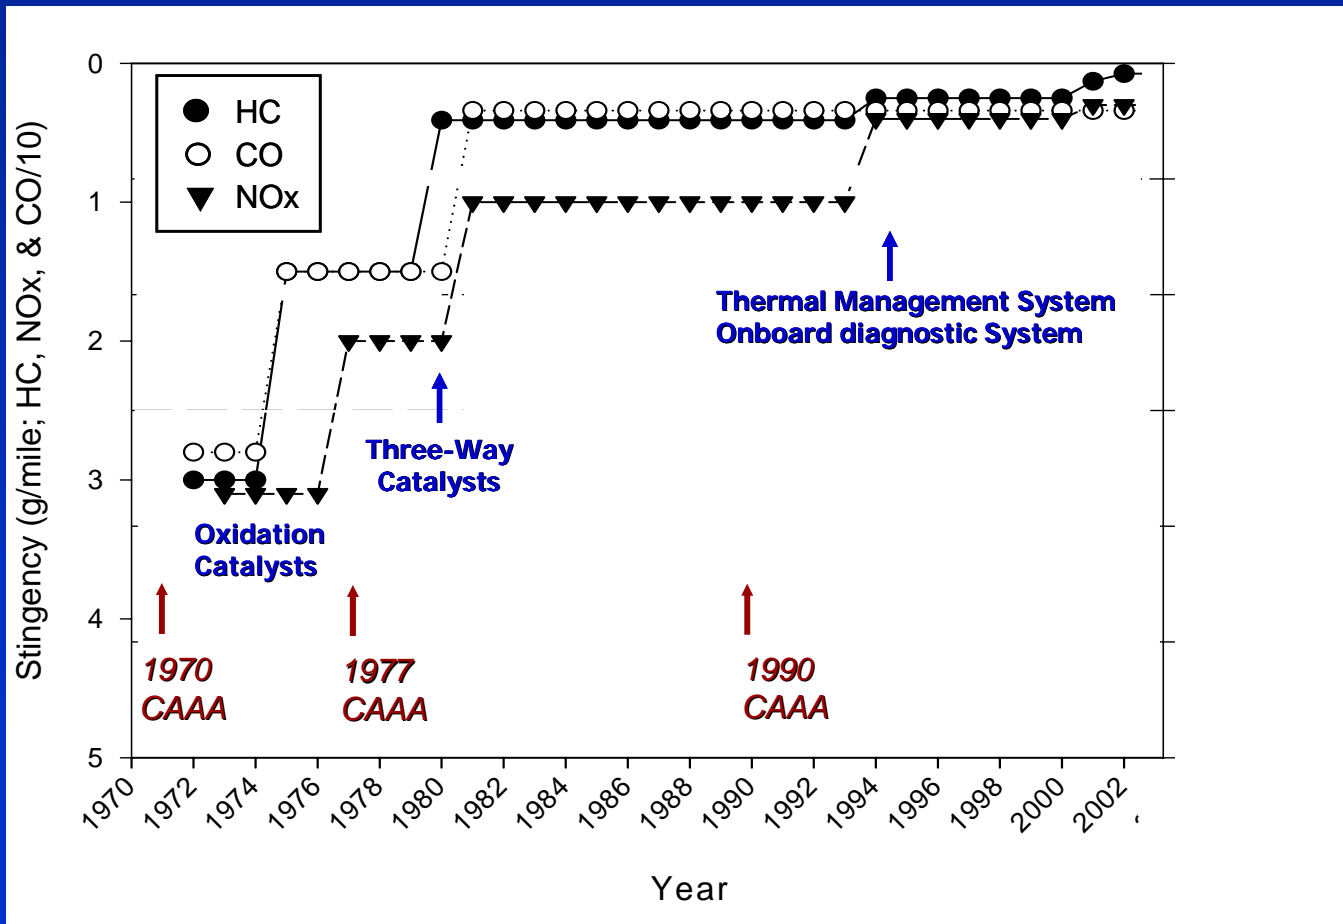 Stingency (g/mile; HC, NOx, & CO/10)
0
1
2
3
4
5
HC
CO
NOx
Thermal Management System
Onboard diagnostic System
Three-Way
Catalysts
Oxidation
Catalysts
1970
CAAA
1977
CAAA
1990
CAAA
1970
1972
1974
1976
1978
1980
1982
1984
1986
1988
1990
1992
1994
1996
1998
2000
2002
Year